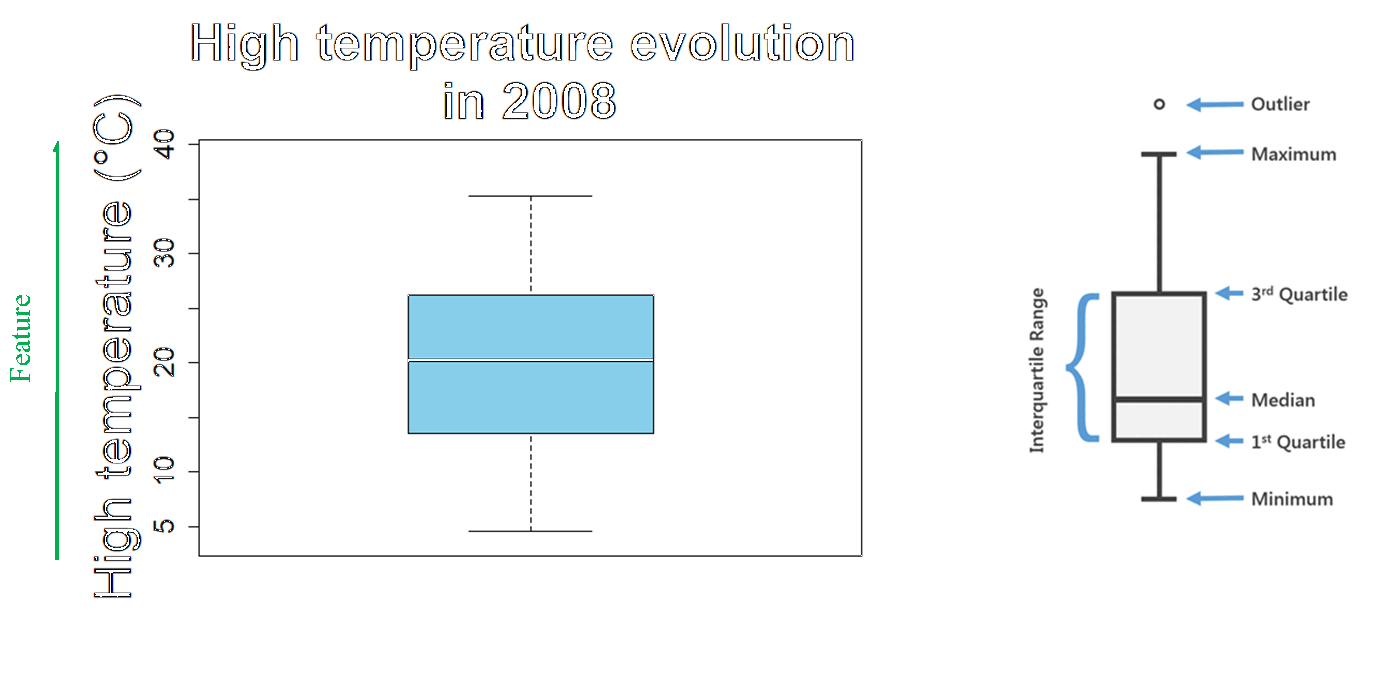 High temperature evolution
in 2008
Feature
High temperature (°C)
40
30
20
10
5
Outlier
Maximum
3rd Quartile
Interquartile Range
Median
1st Quartile
Minimum